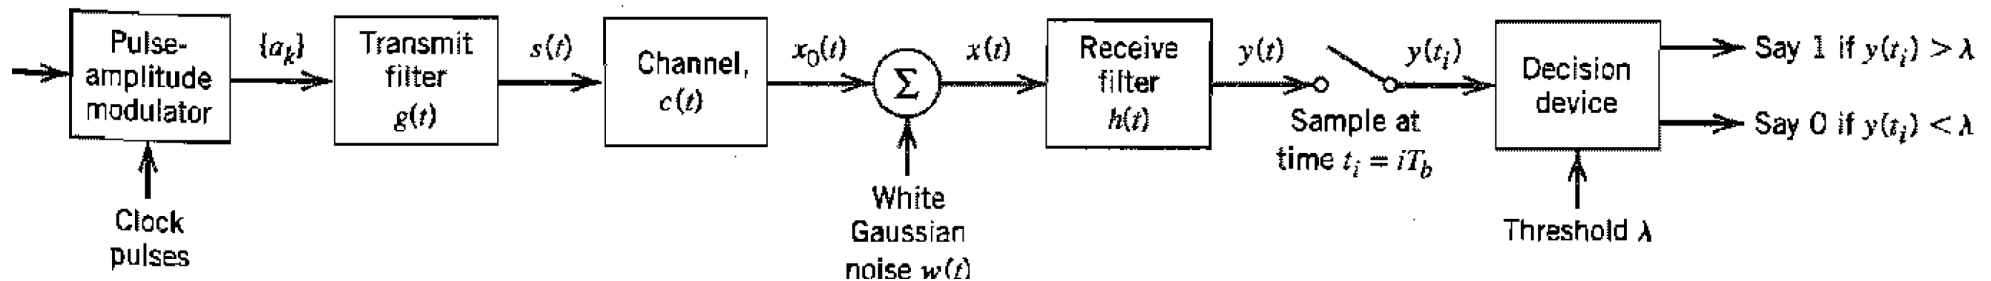 Pulse-
amplitude
modulator
{a_k}
Transmit
filter
g(t)
s(t)
Channel,
c(t)
x_0(t)
Σ
x(t)
Receive
filter
h(t)
y(t)
y(t_i)
Decision
device
Say 1 if y(t_i) > λ
Say 0 if y(t_i) < λ
Clock
pulses
White
Gaussian
noise w(t)
Sample at
time t_i = iT_b
Threshold λ